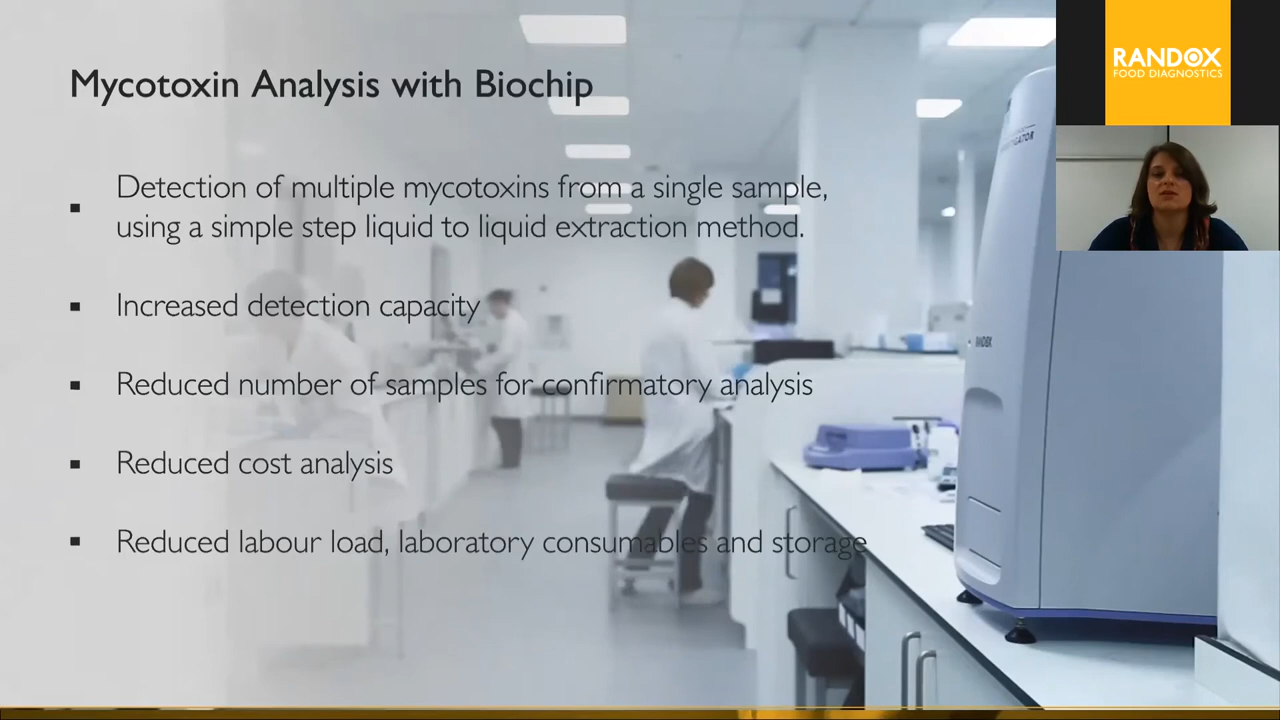 Mycotoxin Analysis with Biochip
RANDOX
FOOD DIAGNOSTICS
Detection of multiple mycotoxins from a single sample,
using a simple step liquid to liquid extraction method.
Increased detection capacity
Reduced number of samples for confirmatory analysis
Reduced cost analysis
Reduced labour load, laboratory consumables and storage
RANDOX